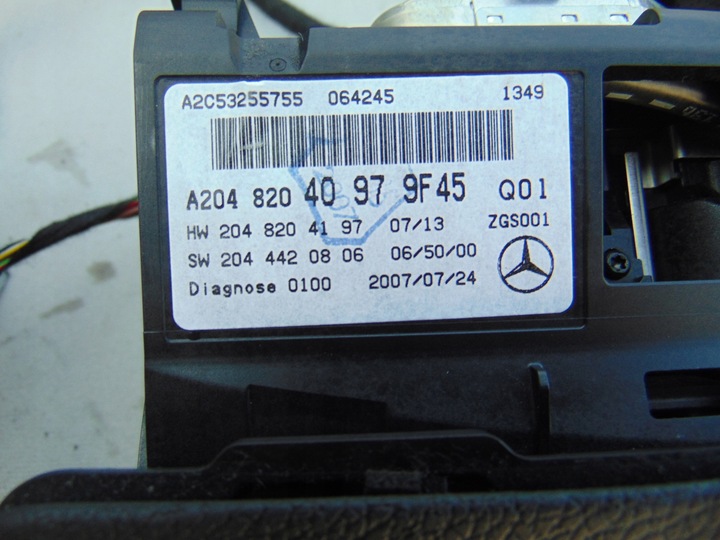 A2C53255755 064245 1349
A204 820 40 97 9F45 Q01
HW 204 820 41 97 07/13 ZGS001
SW 204 442 08 06 06/50/00
Diagnose 0100 2007/07/24